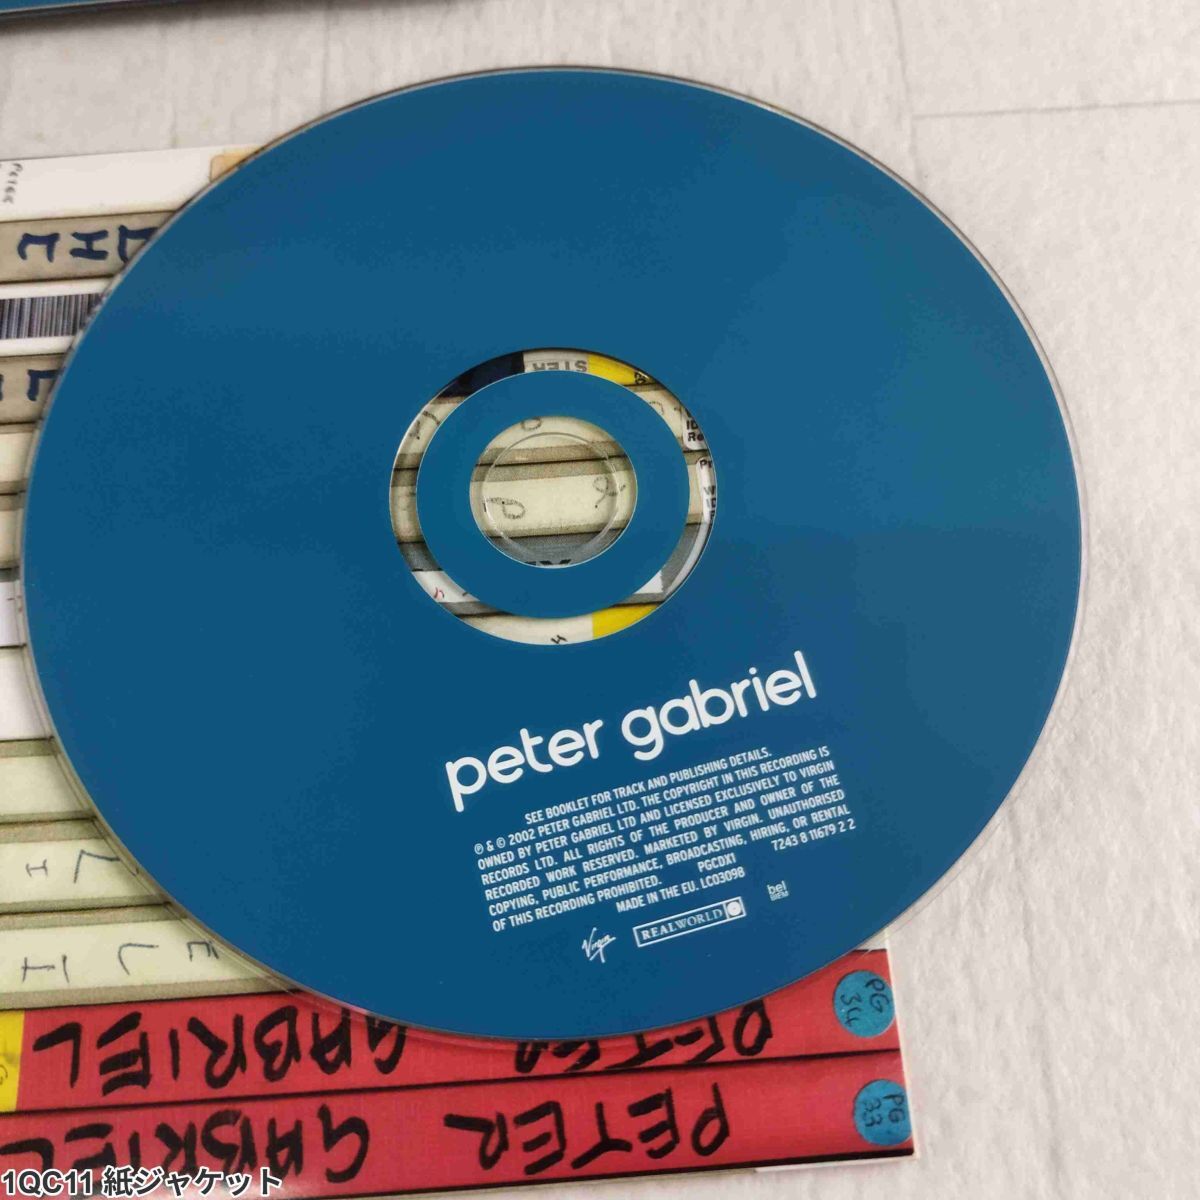 peter gabriel
SEE BOOKLET FOR TRACK AND PUBLISHING DETAILS.
℗ & © 2002 PETER GABRIEL LTD. THE COPYRIGHT IN THIS RECORDING IS
OWNED BY PETER GABRIEL LTD AND LICENSED EXCLUSIVELY TO VIRGIN
RECORDS LTD. ALL RIGHTS OF THE PRODUCER AND OWNER OF THE
RECORDED WORK RESERVED. MARKETED BY VIRGIN. UNAUTHORISED
COPYING, PUBLIC PERFORMANCE, BROADCASTING, HIRING, OR RENTAL
OF THIS RECORDING PROHIBITED. PGCDX1 7243 8 11679 2 2
MADE IN THE EU. LC03098
bel
BIEM
Virgin
REALWORLD
PETER GABRIEL
PG
34
PETER GABRIEL
PG
33
1QC11 紙ジャケット